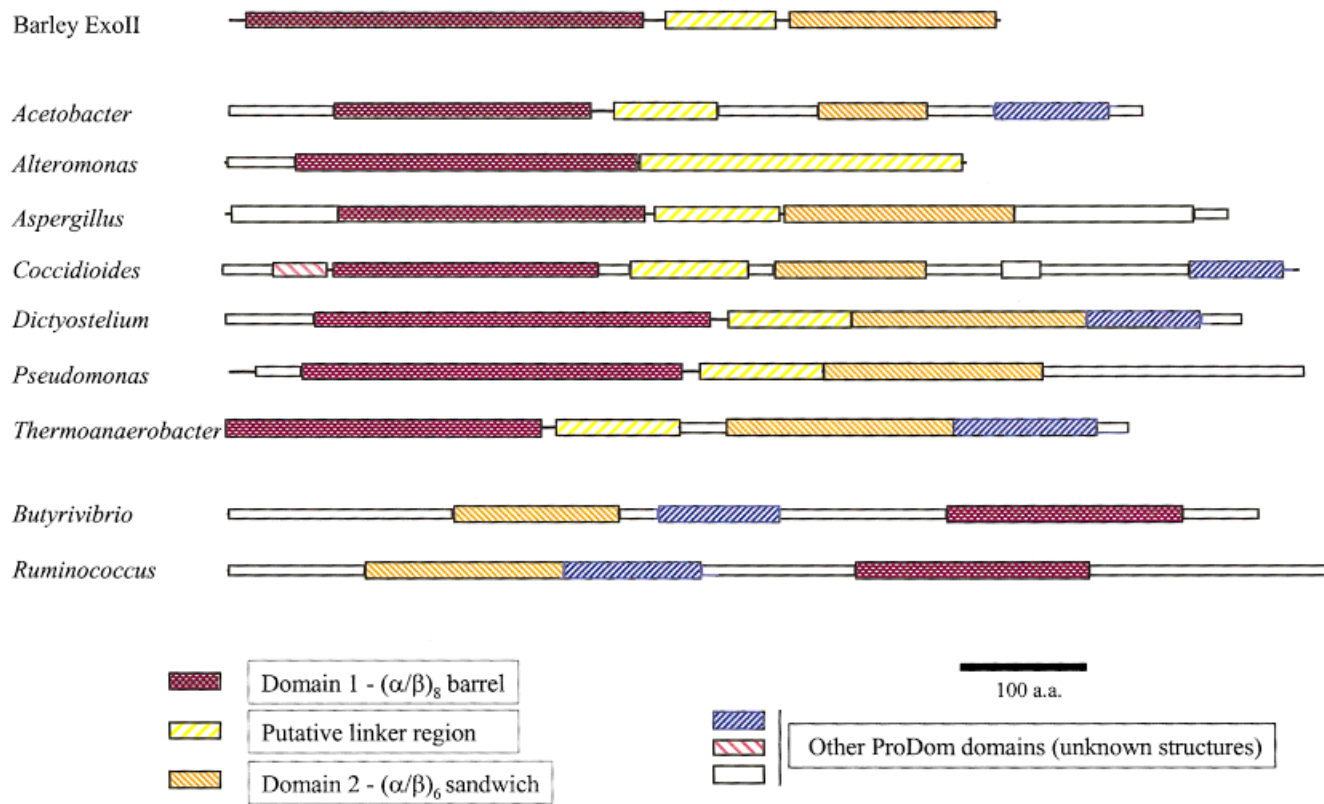 Barley ExoII
Acetobacter
Alteromonas
Aspergillus
Coccidioides
Dictyostelium
Pseudomonas
Thermoanaerobacter
Butyrivibrio
Ruminococcus
Domain 1 - (α/β)₈ barrel
Putative linker region
Domain 2 - (α/β)₆ sandwich
100 a.a.
Other ProDom domains (unknown structures)